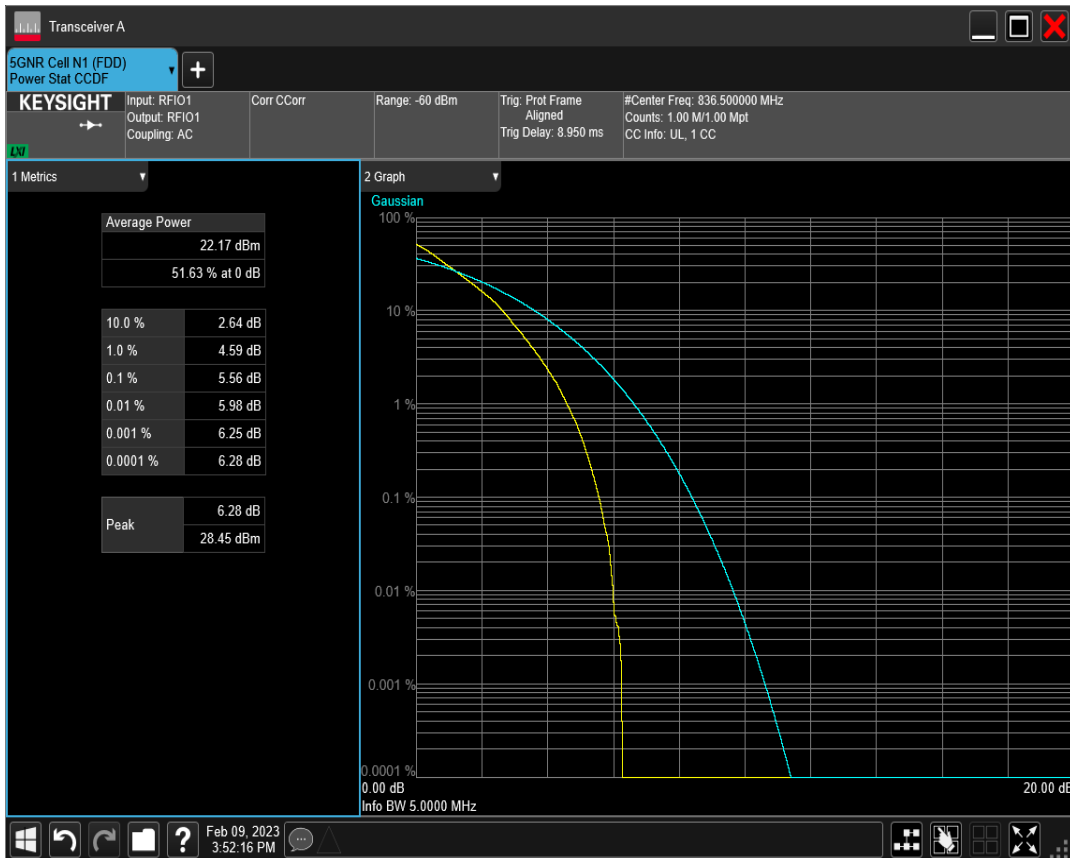 Transceiver A
5GNR Cell N1 (FDD)
Power Stat CCDF
KEYSIGHT
LXI
Input: RFIO1
Output: RFIO1
Coupling: AC
Corr CCorr
Range: -60 dBm
Trig: Prot Frame
Aligned
Trig Delay: 8.950 ms
#Center Freq: 836.500000 MHz
Counts: 1.00 M/1.00 Mpt
CC Info: UL, 1 CC
1 Metrics
Average Power
22.17 dBm
51.63 % at 0 dB
10.0 % 2.64 dB
1.0 % 4.59 dB
0.1 % 5.56 dB
0.01 % 5.98 dB
0.001 % 6.25 dB
0.0001 % 6.28 dB
Peak 6.28 dB
28.45 dBm
2 Graph
Gaussian
100 %
10 %
1 %
0.1 %
0.01 %
0.001 %
0.0001 %
0.00 dB 20.00 dB
Info BW 5.0000 MHz
Feb 09, 2023
3:52:16 PM